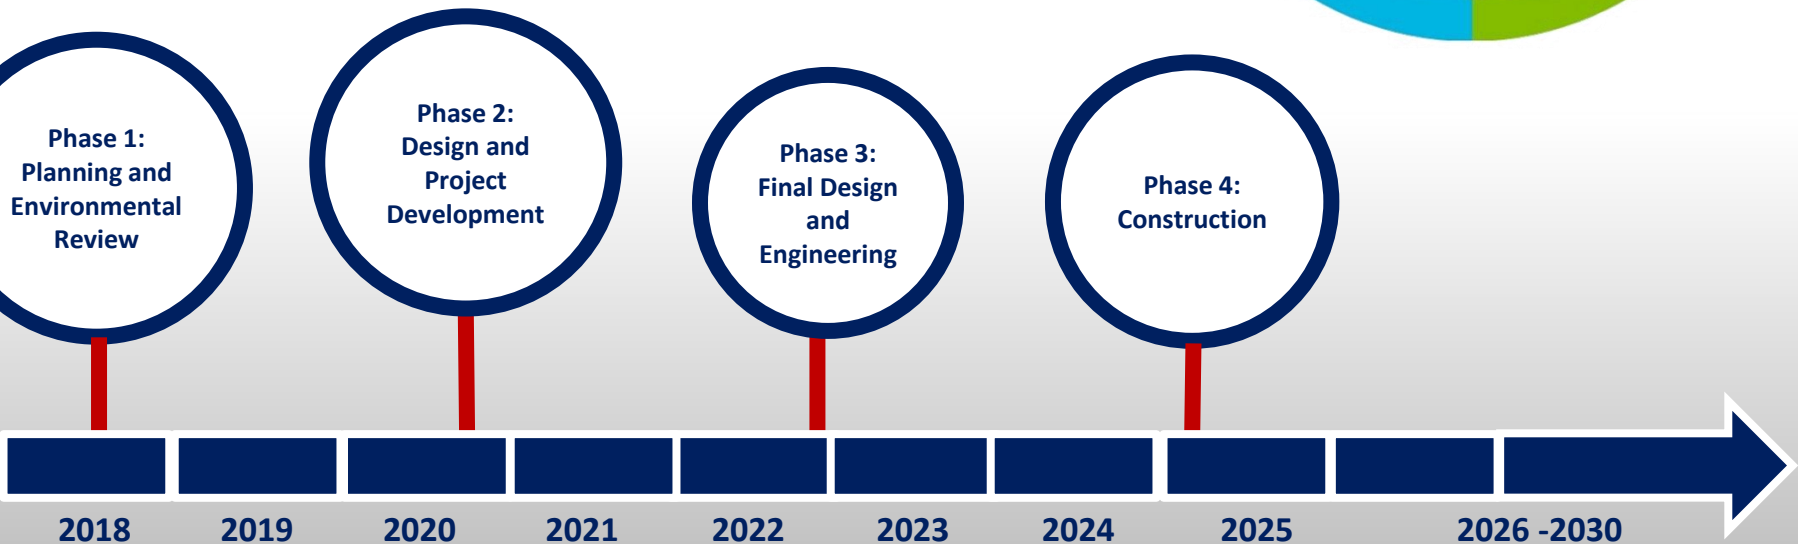 Phase 1:
Planning and
Environmental
Review
Phase 2:
Design and
Project
Development
Phase 3:
Final Design
and
Engineering
Phase 4:
Construction
2018 2019 2020 2021 2022 2023 2024 2025 2026 -2030